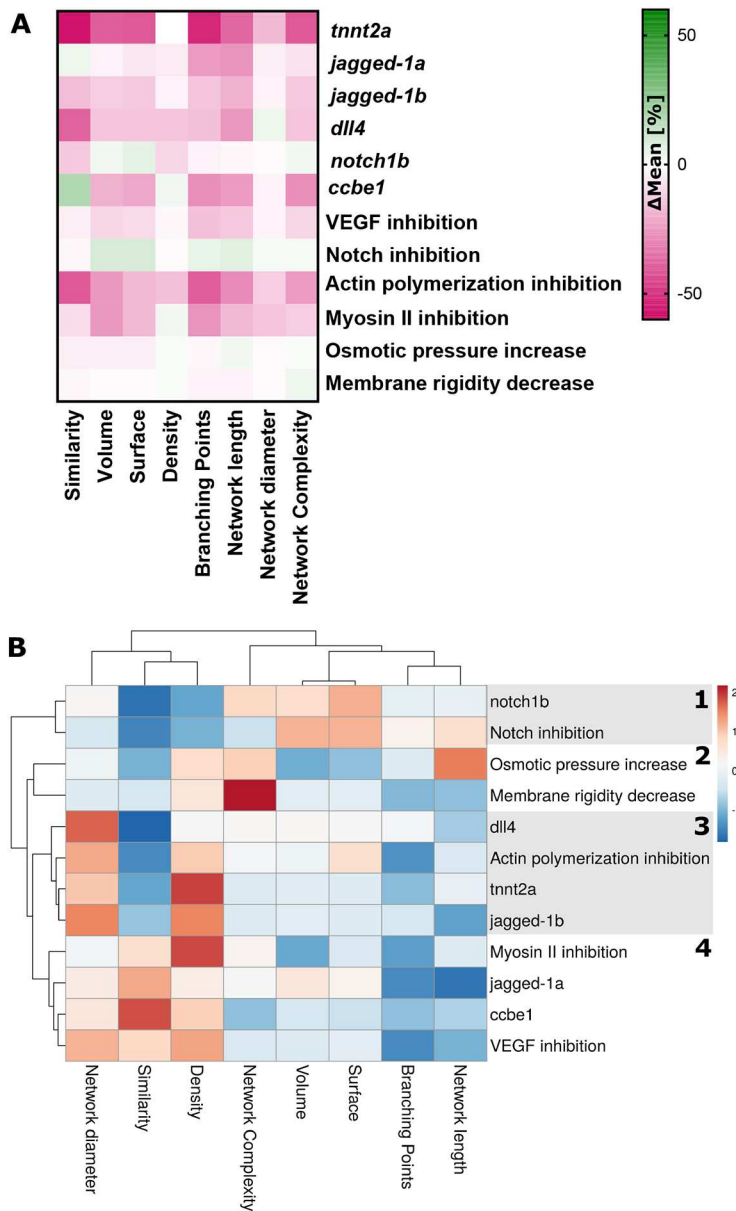 A
tnnt2a
jagged-1a
jagged-1b
dll4
notch1b
ccbe1
VEGF inhibition
Notch inhibition
Actin polymerization inhibition
Myosin II inhibition
Osmotic pressure increase
Membrane rigidity decrease
50
0
-50
ΔMean [%]
Similarity
Volume
Surface
Density
Branching Points
Network length
Network diameter
Network Complexity
B
notch1b
1
Notch inhibition
Osmotic pressure increase
2
Membrane rigidity decrease
dll4
3
Actin polymerization inhibition
tnnt2a
jagged-1b
Myosin II inhibition
4
jagged-1a
ccbe1
VEGF inhibition
2
1
0
-
Network diameter
Similarity
Density
Network Complexity
Volume
Surface
Branching Points
Network length